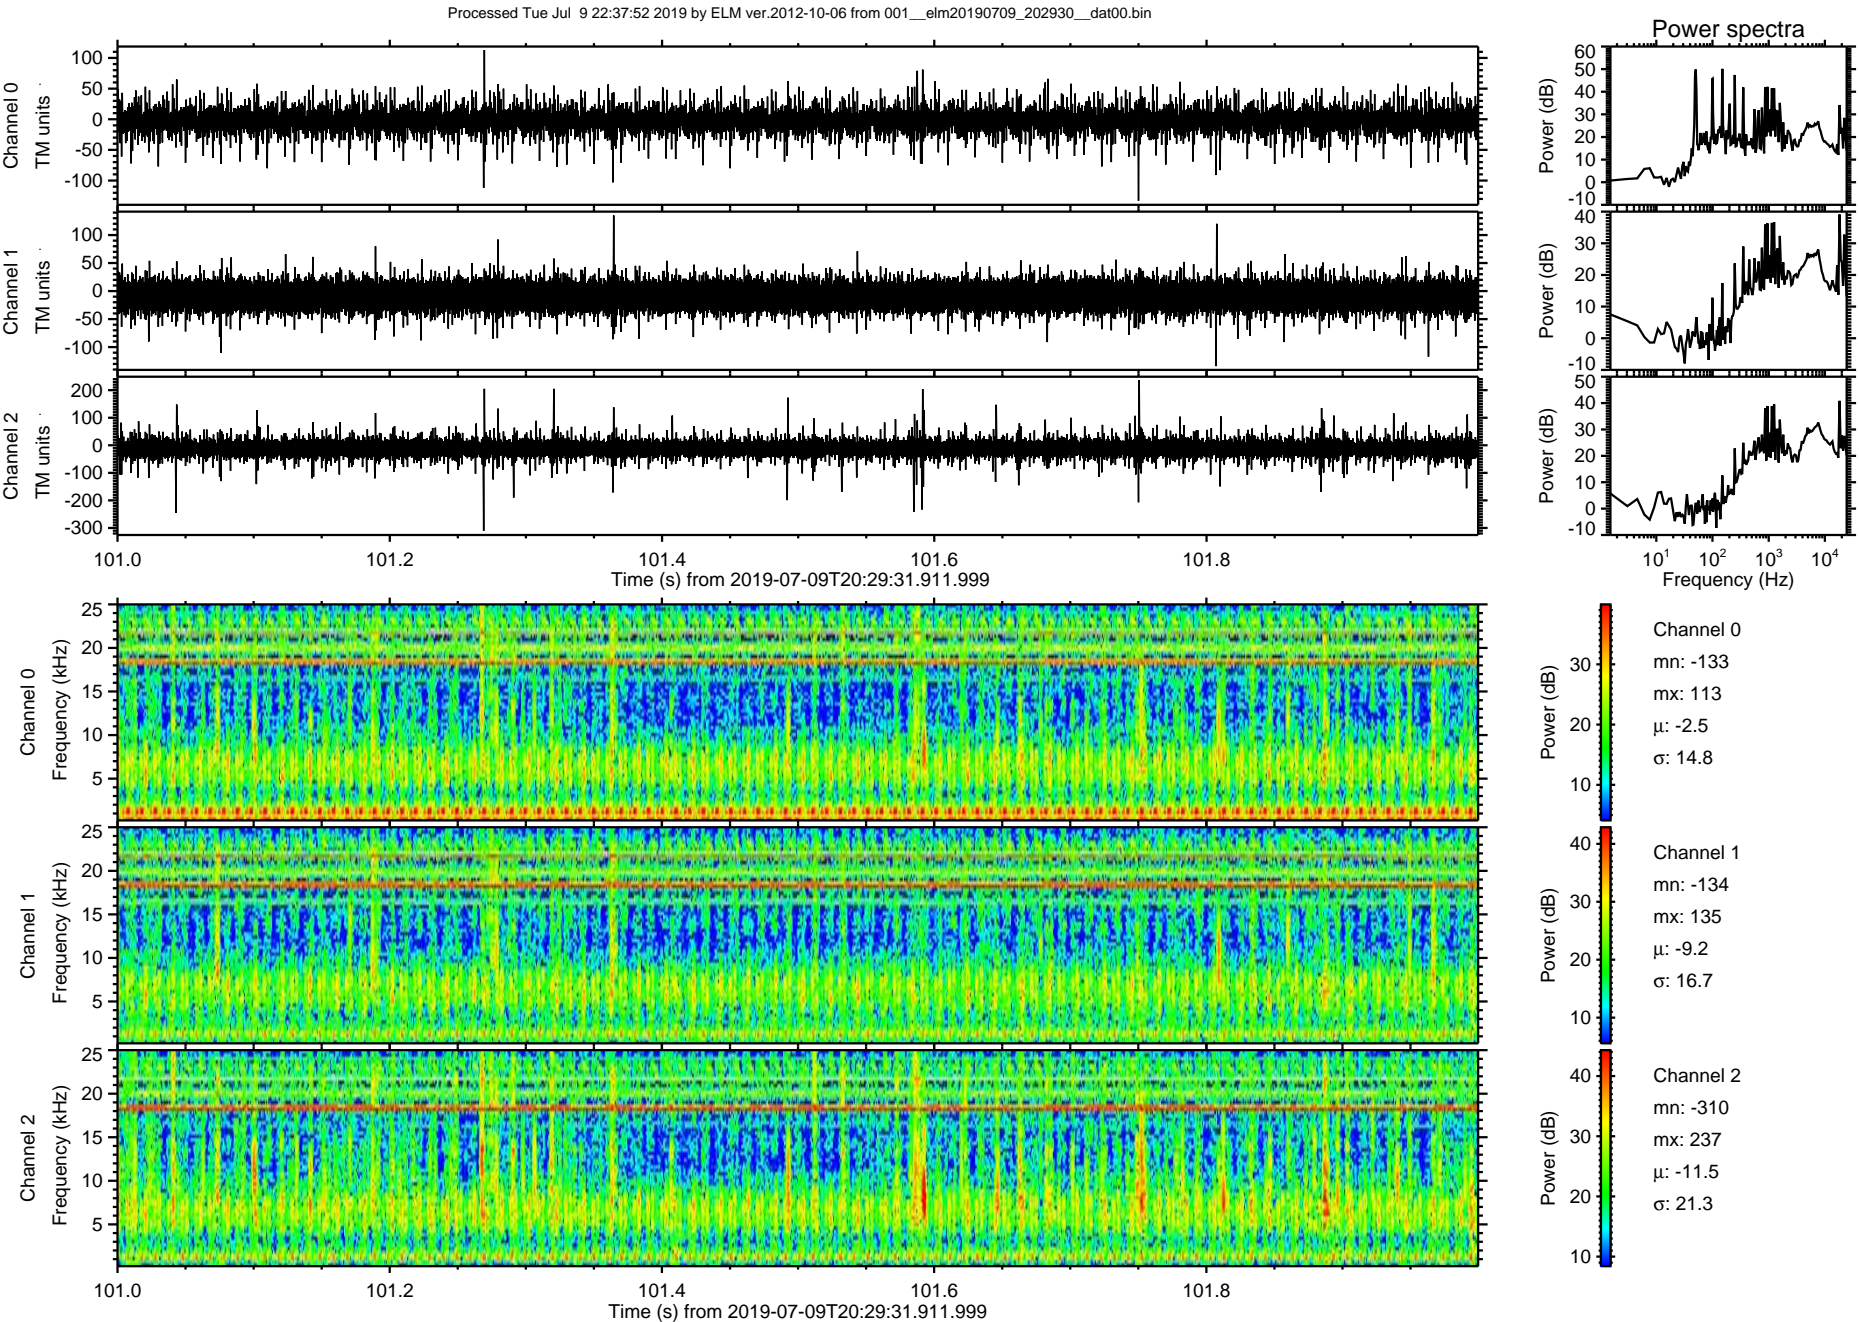 Processed Tue Jul  9 22:37:52 2019 by ELM ver.2012-10-06 from 001__elm20190709_202930__dat00.bin
Power spectra
Channel 0
TM units
100
50
0
-50
-100
Power (dB)
60
50
40
30
20
10
0
-10
Channel 1
TM units
100
50
0
-50
-100
Power (dB)
40
30
20
10
0
-10
Channel 2
TM units
200
100
0
-100
-200
-300
Power (dB)
50
40
30
20
10
0
-10
101.0 101.2 101.4 101.6 101.8
Time (s) from 2019-07-09T20:29:31.911.999
10¹ 10² 10³ 10⁴
Frequency (Hz)
Channel 0
Frequency (kHz)
25
20
15
10
5
Power (dB)
30
20
10
Channel 0
mn: -133
mx: 113
μ: -2.5
σ: 14.8
Channel 1
Frequency (kHz)
25
20
15
10
5
Power (dB)
40
30
20
10
Channel 1
mn: -134
mx: 135
μ: -9.2
σ: 16.7
Channel 2
Frequency (kHz)
25
20
15
10
5
Power (dB)
40
30
20
10
Channel 2
mn: -310
mx: 237
μ: -11.5
σ: 21.3
101.0 101.2 101.4 101.6 101.8
Time (s) from 2019-07-09T20:29:31.911.999